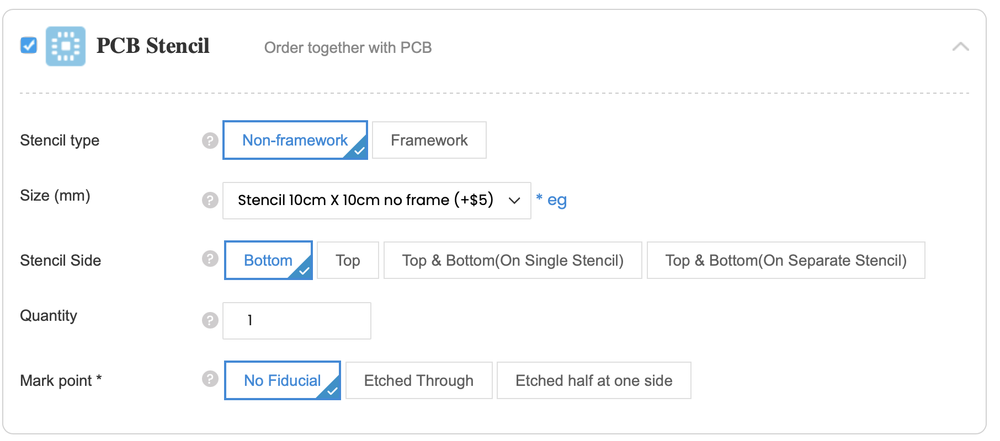 PCB Stencil Order together with PCB
Stencil type ? Non-framework Framework
Size (mm) ? Stencil 10cm X 10cm no frame (+$5) * eg
Stencil Side ? Bottom Top Top & Bottom(On Single Stencil) Top & Bottom(On Separate Stencil)
Quantity ? 1
Mark point * ? No Fiducial Etched Through Etched half at one side